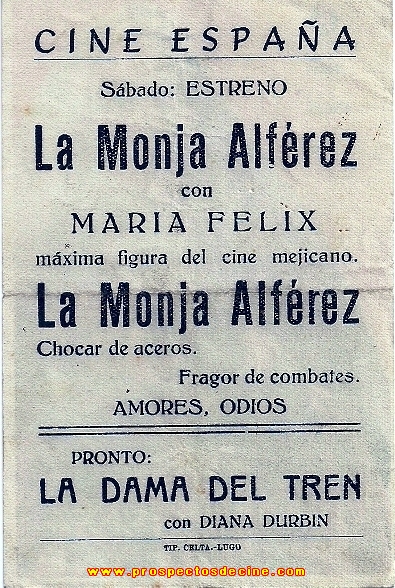 CINE ESPAÑA
Sábado: ESTRENO
La Monja Alférez
con
MARIA FELIX
máxima figura del cine mejicano.
La Monja Alférez
Chocar de aceros.
Fragor de combates.
AMORES, ODIOS
PRONTO:
LA DAMA DEL TREN
con DIANA DURBIN
TIP. CELTA.-LUGO
www.prospectosdecine.com